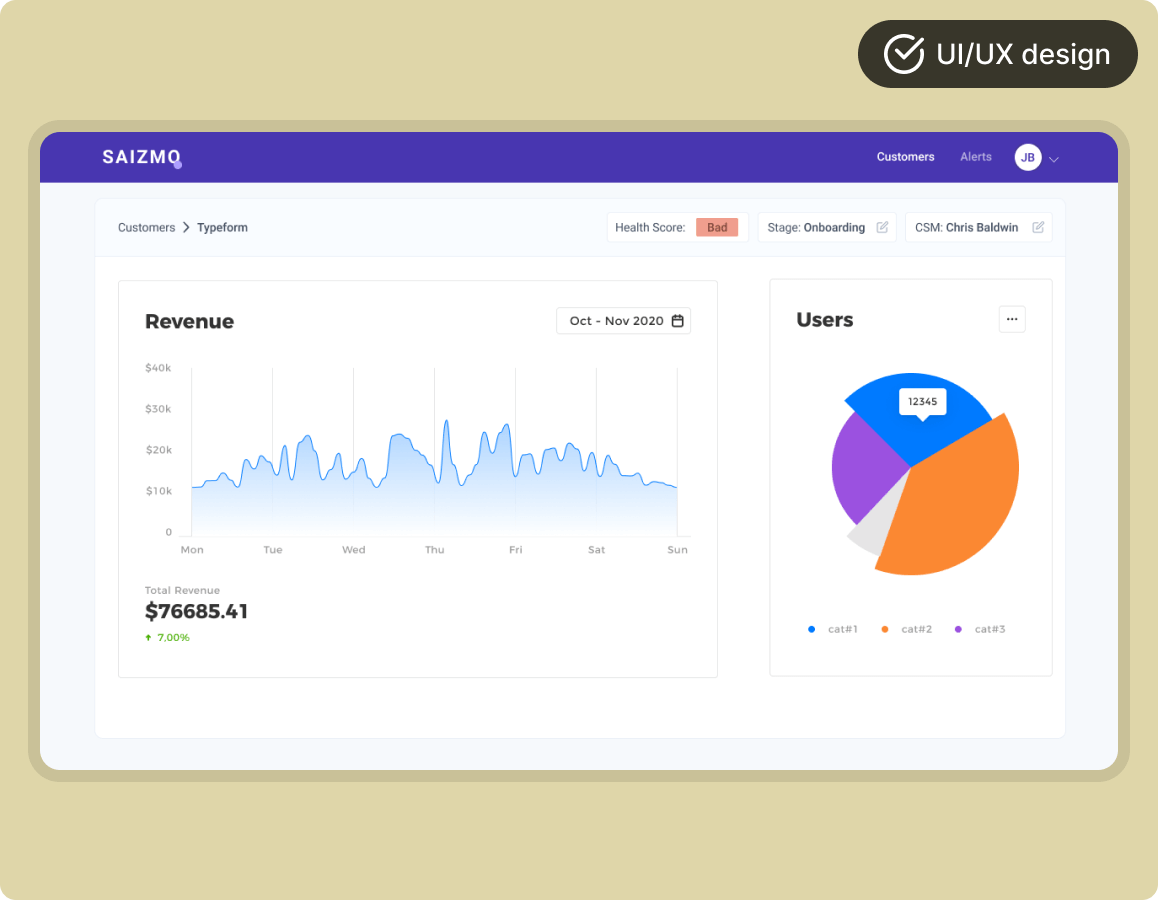 UI/UX design
SAIZMO
Customers
Alerts
JB
Customers
Typeform
Health Score: Bad
Stage: Onboarding
CSM: Chris Baldwin
Revenue
Oct - Nov 2020
$40k
$30k
$20k
$10k
0
Mon Tue Wed Thu Fri Sat Sun
Total Revenue
$76685.41
7.00%
Users
12345
cat#1 cat#2 cat#3